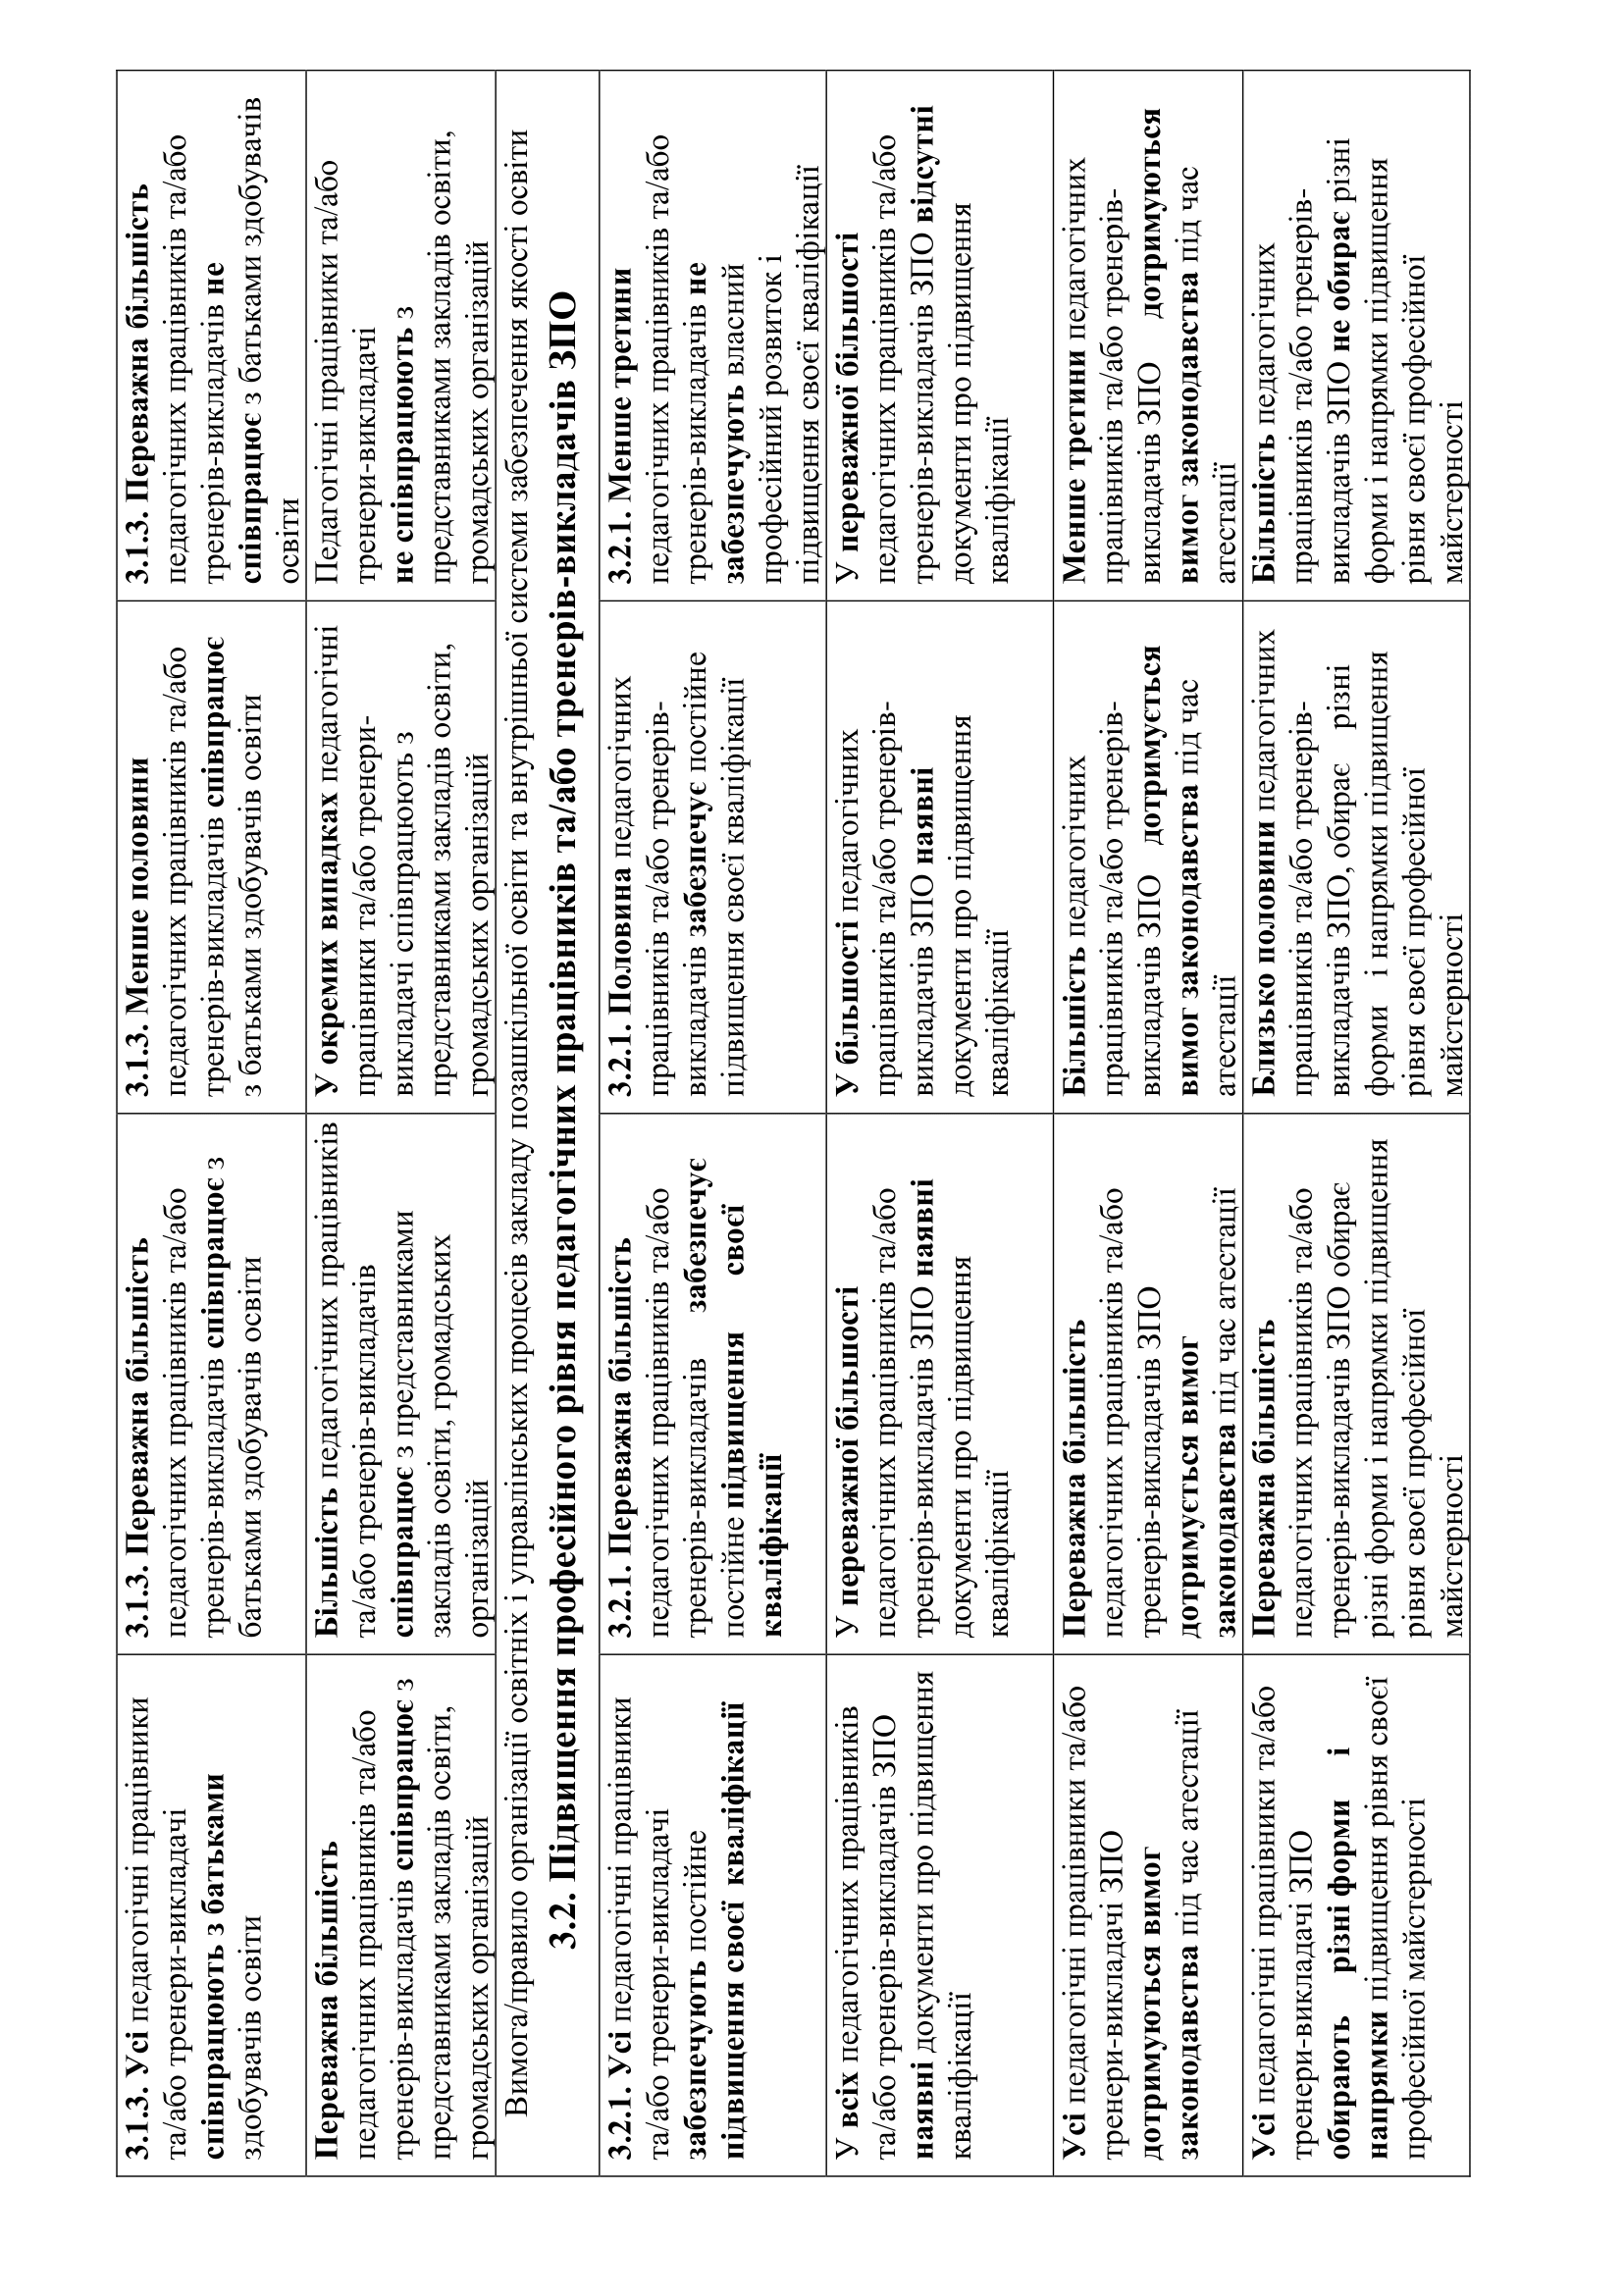 3.1.3. Усі педагогічні працівники
та/або тренери-викладачі
співпрацюють з батьками
здобувачів освіти
3.1.3. Переважна більшість
педагогічних працівників та/або
тренерів-викладачів співпрацює з
батьками здобувачів освіти
3.1.3. Менше половини
педагогічних працівників та/або
тренерів-викладачів співпрацює
з батьками здобувачів освіти
3.1.3. Переважна більшість
педагогічних працівників та/або
тренерів-викладачів не
співпрацює з батьками здобувачів
освіти
Переважна більшість
педагогічних працівників та/або
тренерів-викладачів співпрацює з
представниками закладів освіти,
громадських організацій
Більшість педагогічних працівників
та/або тренерів-викладачів
співпрацює з представниками
закладів освіти, громадських
організацій
У окремих випадках педагогічні
працівники та/або тренери-
викладачі співпрацюють з
представниками закладів освіти,
громадських організацій
Педагогічні працівники та/або
тренери-викладачі
не співпрацюють з
представниками закладів освіти,
громадських організацій
Вимога/правило організації освітніх і управлінських процесів закладу позашкільної освіти та внутрішньої системи забезпечення якості освіти
3.2. Підвищення професійного рівня педагогічних працівників та/або тренерів-викладачів ЗПО
3.2.1. Усі педагогічні працівники
та/або тренери-викладачі
забезпечують постійне
підвищення своєї кваліфікації
3.2.1. Переважна більшість
педагогічних працівників та/або
тренерів-викладачів забезпечує
постійне підвищення своєї
кваліфікації
3.2.1. Половина педагогічних
працівників та/або тренерів-
викладачів забезпечує постійне
підвищення своєї кваліфікації
3.2.1. Менше третини
педагогічних працівників та/або
тренерів-викладачів не
забезпечують власний
професійний розвиток і
підвищення своєї кваліфікації
У всіх педагогічних працівників
та/або тренерів-викладачів ЗПО
наявні документи про підвищення
кваліфікації
У переважної більшості
педагогічних працівників та/або
тренерів-викладачів ЗПО наявні
документи про підвищення
кваліфікації
У більшості педагогічних
працівників та/або тренерів-
викладачів ЗПО наявні
документи про підвищення
кваліфікації
У переважної більшості
педагогічних працівників та/або
тренерів-викладачів ЗПО відсутні
документи про підвищення
кваліфікації
Усі педагогічні працівники та/або
тренери-викладачі ЗПО
дотримуються вимог
законодавства під час атестації
Переважна більшість
педагогічних працівників та/або
тренерів-викладачів ЗПО
дотримується вимог
законодавства під час атестації
Більшість педагогічних
працівників та/або тренерів-
викладачів ЗПО дотримується
вимог законодавства під час
атестації
Менше третини педагогічних
працівників та/або тренерів-
викладачів ЗПО дотримуються
вимог законодавства під час
атестації
Усі педагогічні працівники та/або
тренери-викладачі ЗПО
обирають різні форми і
напрямки підвищення рівня своєї
професійної майстерності
Переважна більшість
педагогічних працівників та/або
тренерів-викладачів ЗПО обирає
різні форми і напрямки підвищення
рівня своєї професійної
майстерності
Близько половини педагогічних
працівників та/або тренерів-
викладачів ЗПО, обирає різні
форми і напрямки підвищення
рівня своєї професійної
майстерності
Більшість педагогічних
працівників та/або тренерів-
викладачів ЗПО не обирає різні
форми і напрямки підвищення
рівня своєї професійної
майстерності